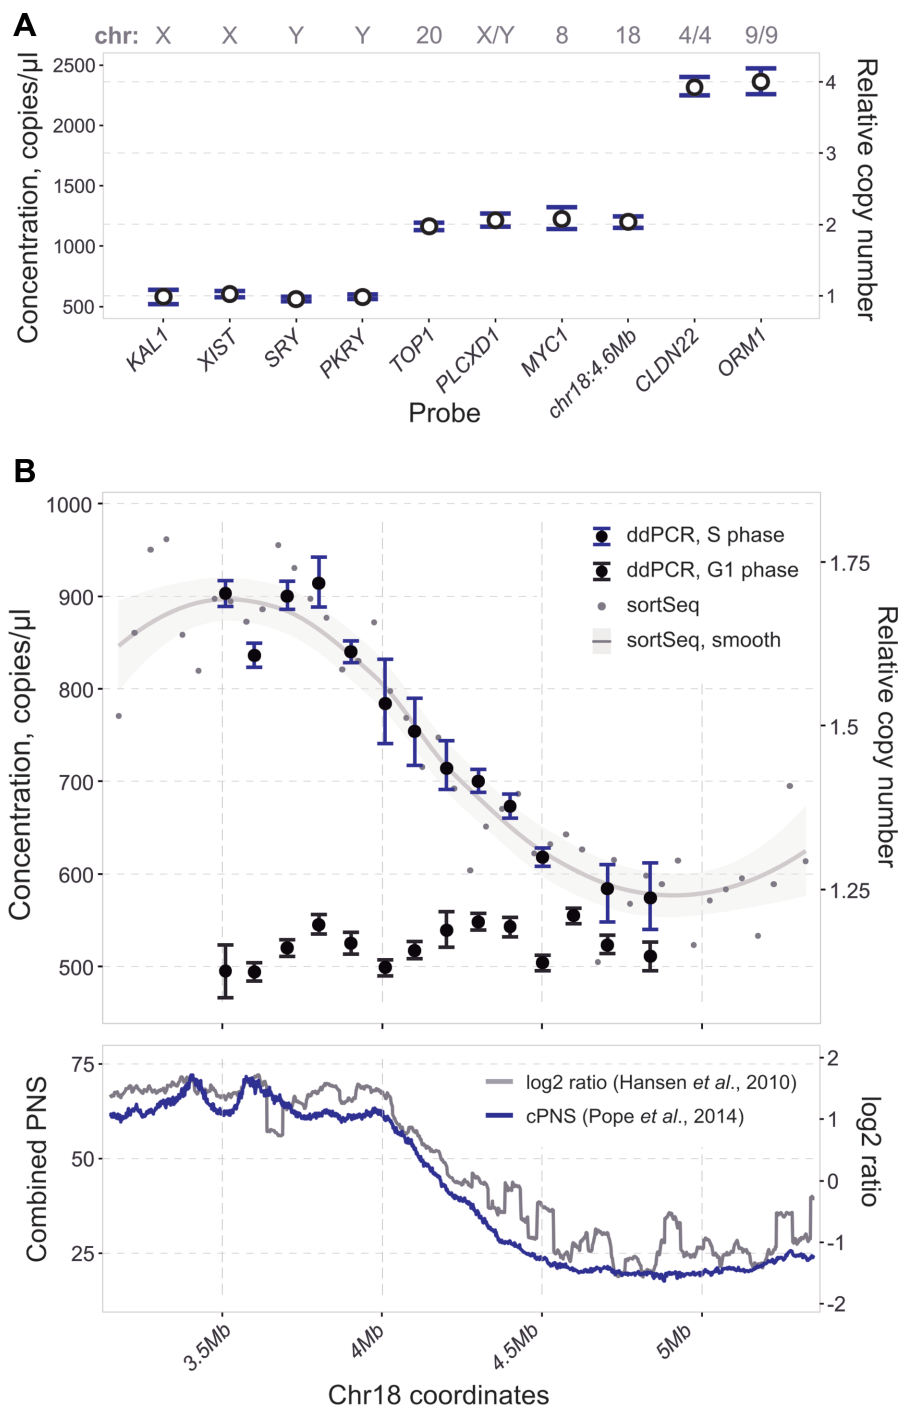 A
chr: X X Y Y 20 X/Y 8 18 4/4 9/9
Concentration, copies/µl
2500
2000
1500
1000
500
Relative copy number
4
3
2
1
KAL1 XIST SRY PKRY TOP1 PLCXD1 MYC1 chr18:4.6Mb CLDN22 ORM1
Probe
B
Concentration, copies/µl
1000
900
800
700
600
500
ddPCR, S phase
ddPCR, G1 phase
sortSeq
sortSeq, smooth
Relative copy number
1.75
1.5
1.25
Combined PNS
75
50
25
log2 ratio (Hansen et al., 2010)
cPNS (Pope et al., 2014)
log2 ratio
2
1
0
-1
-2
3.5Mb 4Mb 4.5Mb 5Mb
Chr18 coordinates